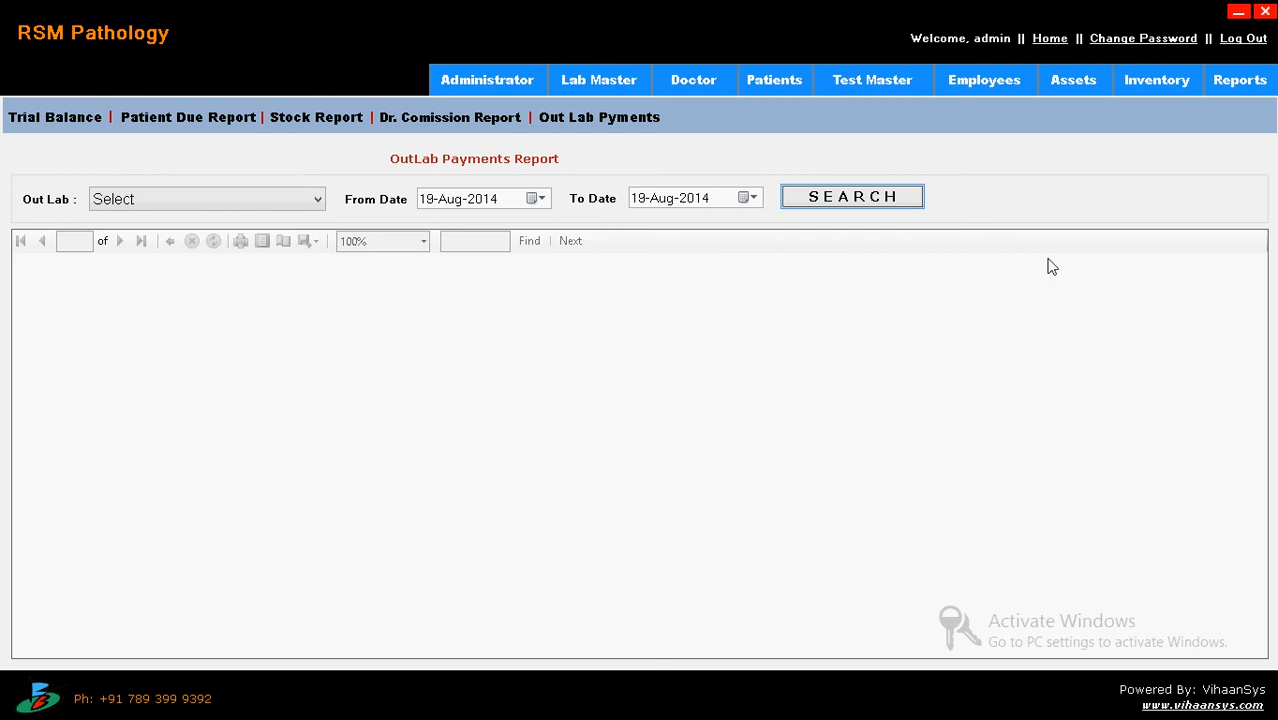 RSM Pathology
Welcome, admin || Home || Change Password || Log Out
Administrator Lab Master Doctor Patients Test Master Employees Assets Inventory Reports
Trial Balance | Patient Due Report | Stock Report | Dr. Comission Report | Out Lab Pyments
OutLab Payments Report
Out Lab : Select From Date 19-Aug-2014 To Date 19-Aug-2014 SEARCH
of 100% Find | Next
Activate Windows
Go to PC settings to activate Windows.
Ph: +91 789 399 9392
Powered By: VihaanSys
www.vihaansys.com